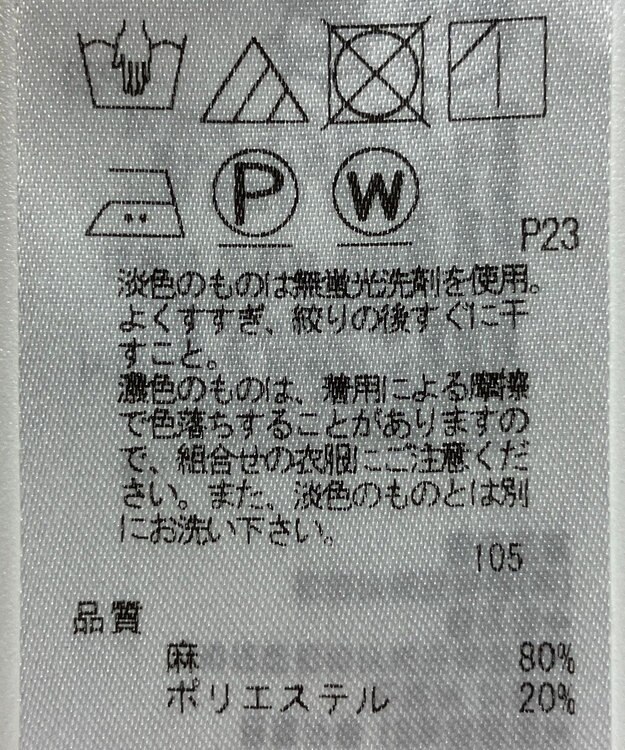 P W
P23
淡色のものは無蛍光洗剤を使用。
よくすすぎ、絞りの後すぐに干
すこと。
濃色のものは、着用による摩擦
で色落ちすることがありますの
で、組合せの衣服にご注意くだ
さい。また、淡色のものとは別
にお洗い下さい。
105
品質
麻 80%
ポリエステル 20%